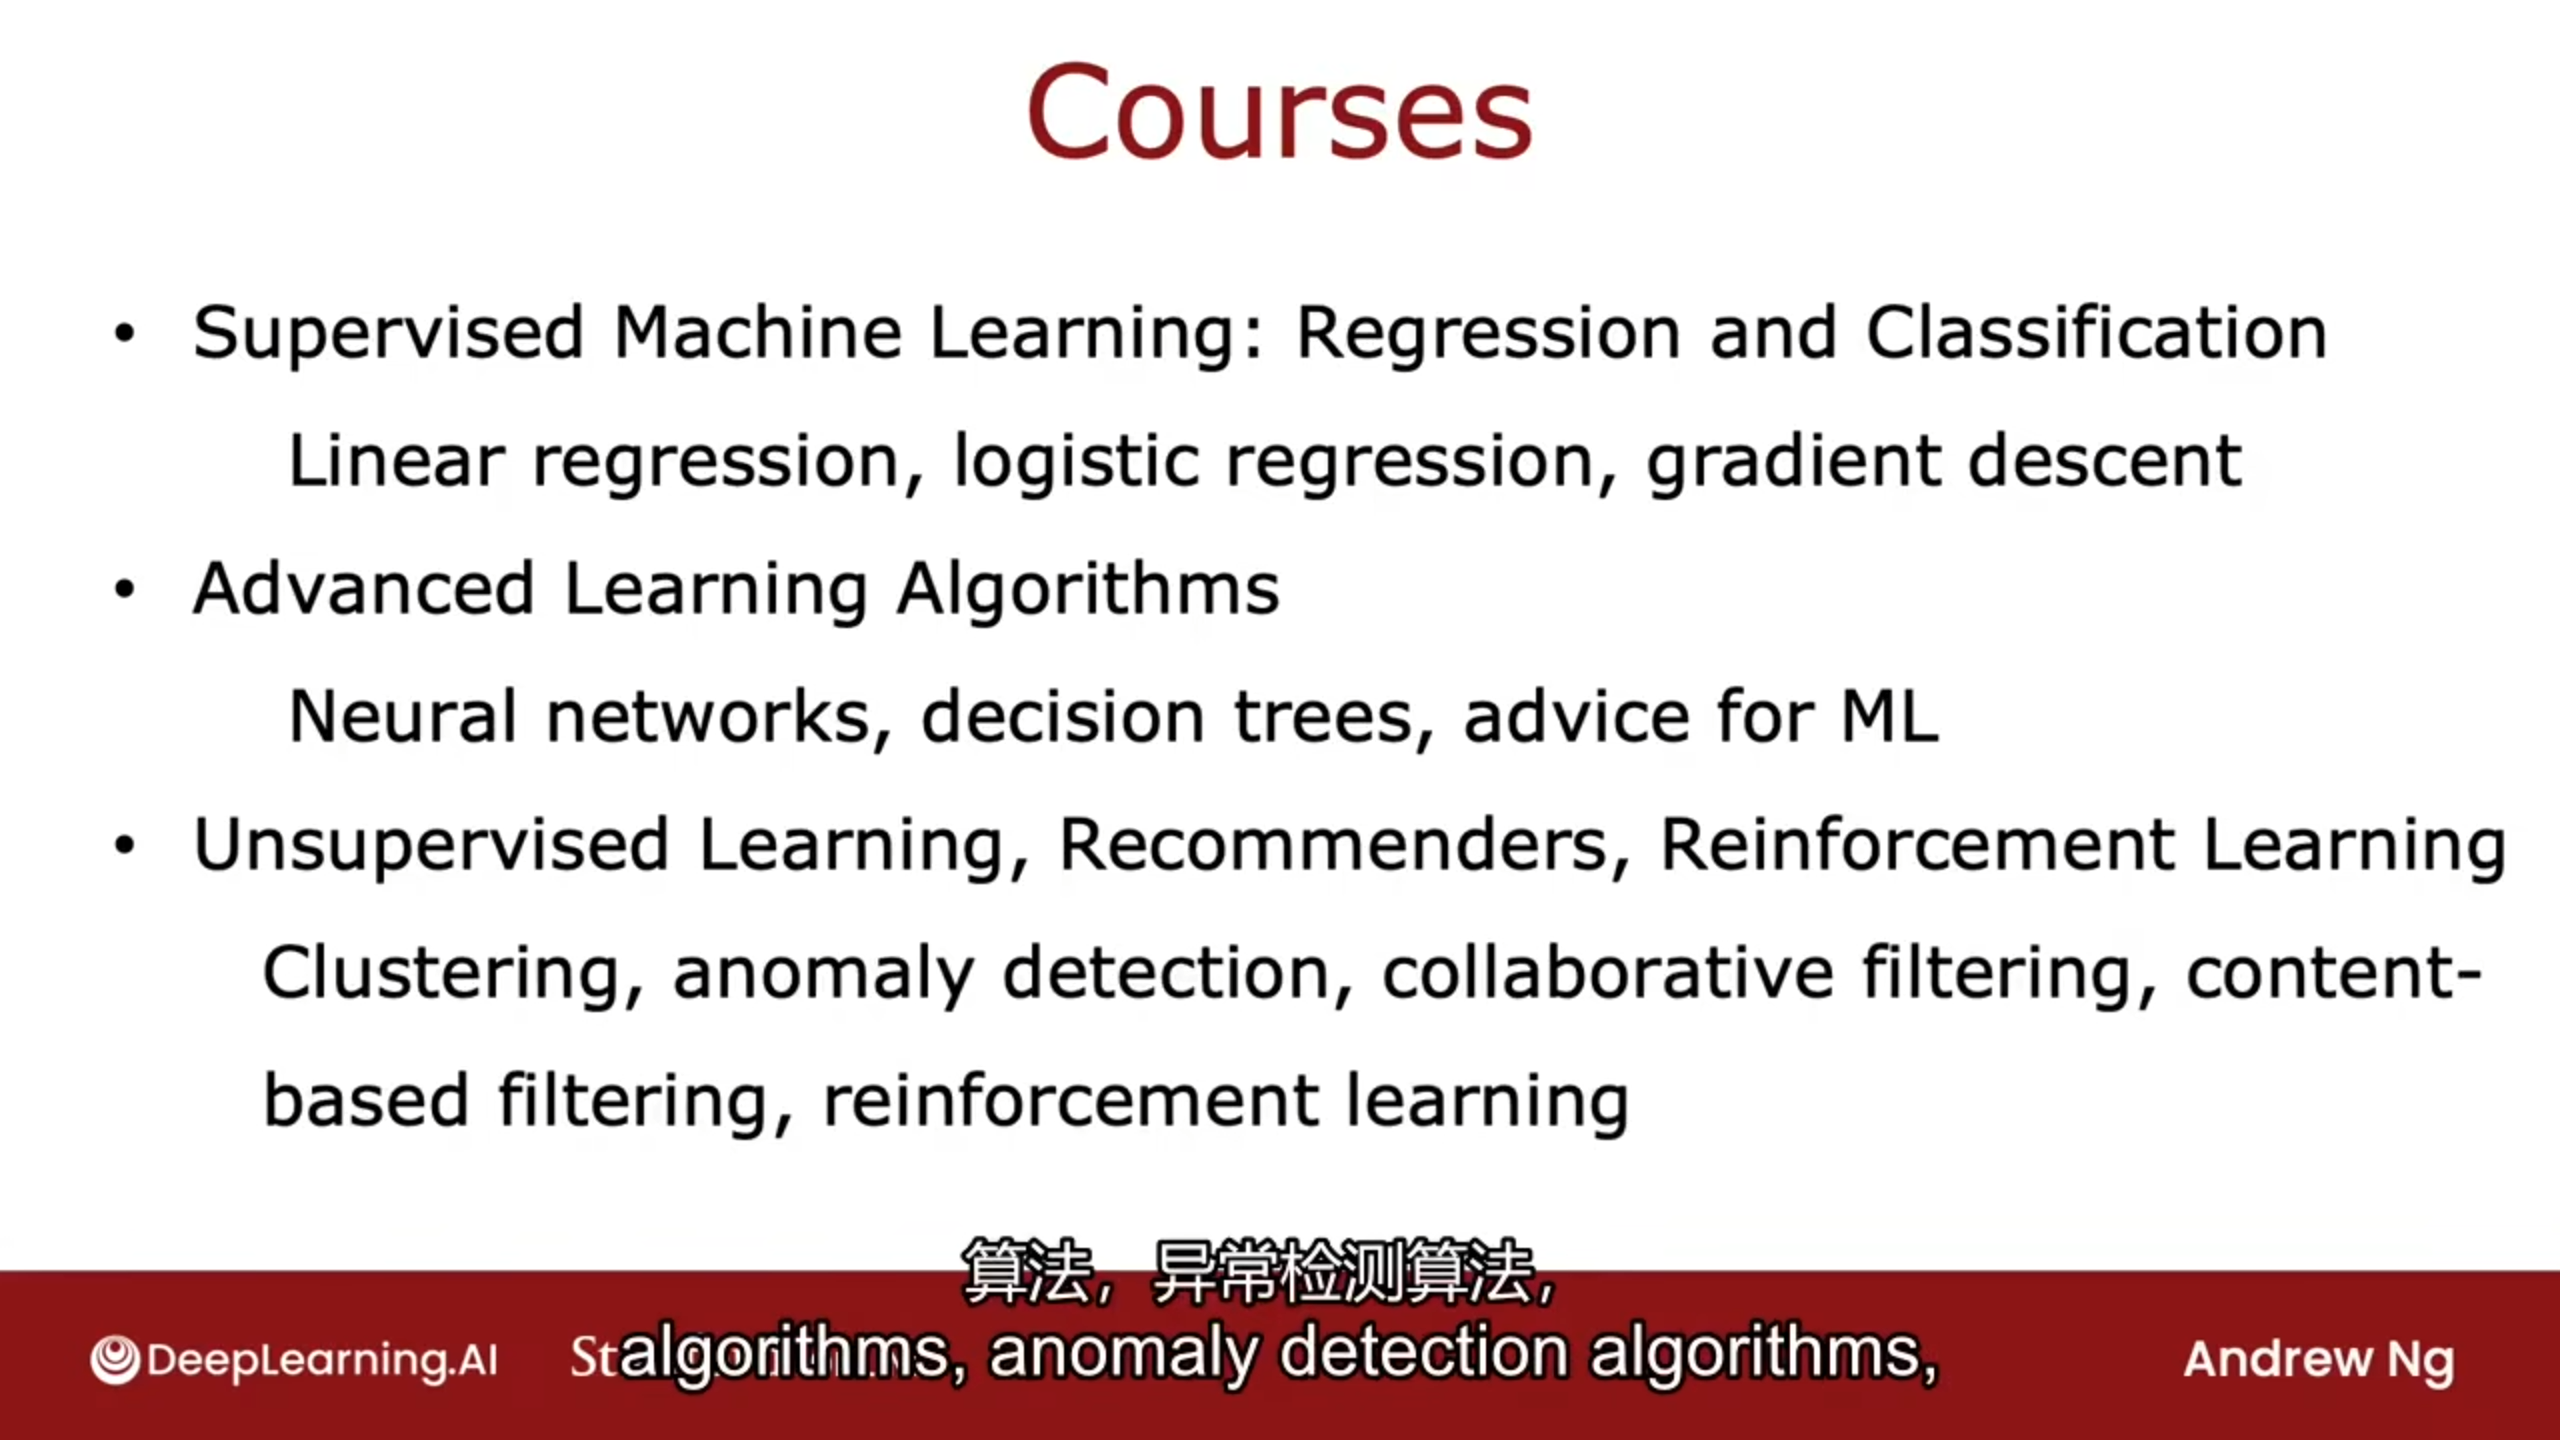 Courses
• Supervised Machine Learning: Regression and Classification
Linear regression, logistic regression, gradient descent
• Advanced Learning Algorithms
Neural networks, decision trees, advice for ML
• Unsupervised Learning, Recommenders, Reinforcement Learning
Clustering, anomaly detection, collaborative filtering, content-
based filtering, reinforcement learning
算法，异常检测算法，
algorithms, anomaly detection algorithms,
DeepLearning.AI
Andrew Ng